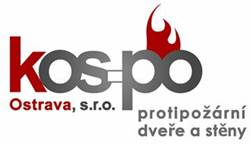 kos-po
Ostrava, s.r.o.
protipožární
dveře a stěny